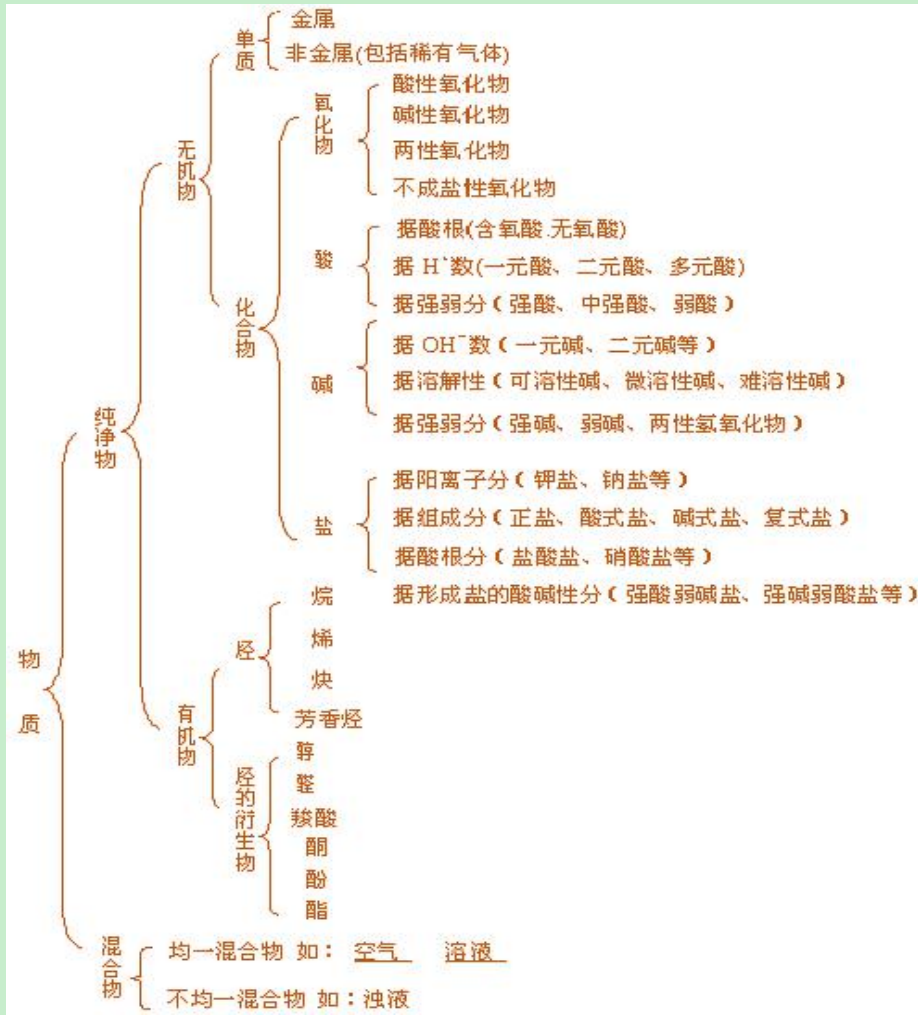 金属
单质
非金属(包括稀有气体)
酸性氧化物
氧化物
碱性氧化物
两性氧化物
不成盐性氧化物
无机物
据酸根(含氧酸.无氧酸)
酸
据 H⁺数(一元酸、二元酸、多元酸)
据强弱分(强酸、中强酸、弱酸)
化合物
据 OH⁻数(一元碱、二元碱等)
碱
据溶解性(可溶性碱、微溶性碱、难溶性碱)
据强弱分(强碱、弱碱、两性氢氧化物)
纯净物
据阳离子分(钾盐、钠盐等)
盐
据组成分(正盐、酸式盐、碱式盐、复式盐)
据酸根分(盐酸盐、硝酸盐等)
据形成盐的酸碱性分(强酸弱碱盐、强碱弱酸盐等)
物质
烷
烃
烯
炔
芳香烃
有机物
醇
醛
烃的衍生物
羧酸
酮
酚
酯
混合物
均一混合物 如: 空气 溶液
不均一混合物 如:浊液